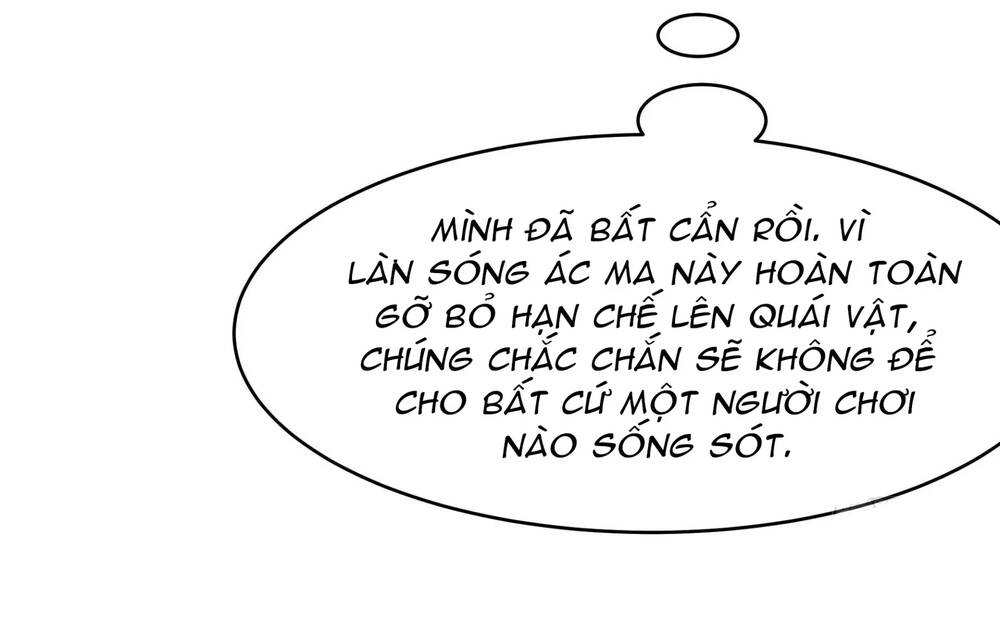 MÌNH ĐÃ BẤT CẨN RỒI. VÌ
LÀN SÓNG ÁC MA NÀY HOÀN TOÀN
GỠ BỎ HẠN CHẾ LÊN QUÁI VẬT,
CHÚNG CHẮC CHẮN SẼ KHÔNG ĐỂ
CHO BẤT CỨ MỘT NGƯỜI CHƠI
NÀO SỐNG SÓT.